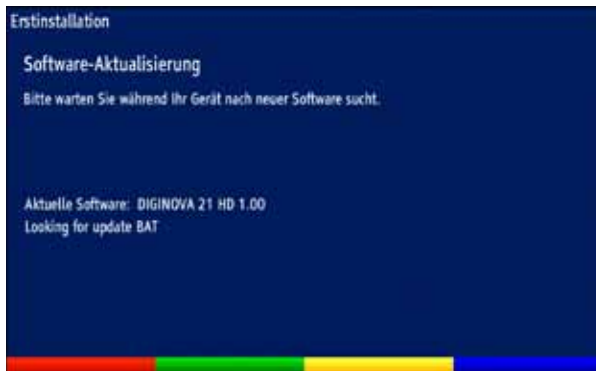 Erstinstallation
Software-Aktualisierung
Bitte warten Sie während Ihr Gerät nach neuer Software sucht.
Aktuelle Software: DIGINOVA 21 HD 1.00
Looking for update BAT